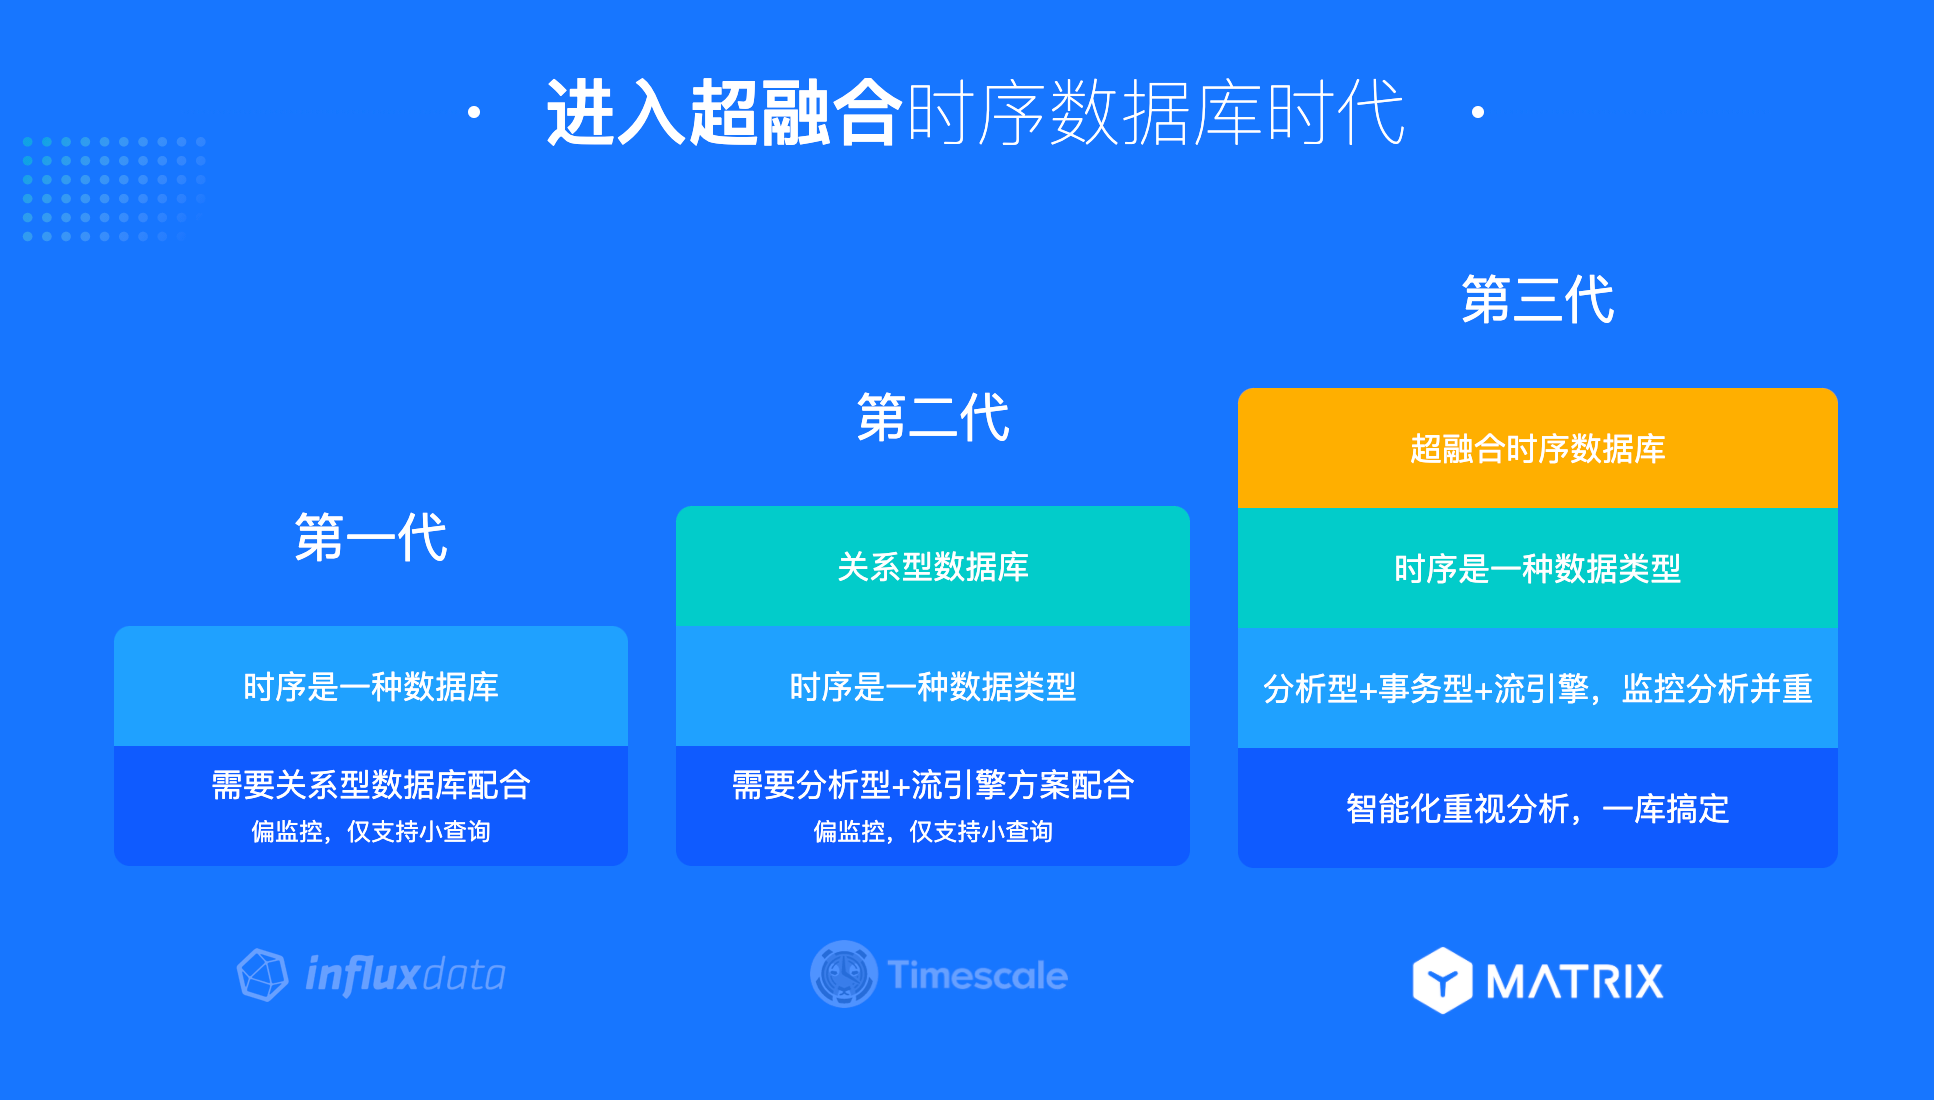 进入超融合时序数据库时代
第一代
时序是一种数据库
需要关系型数据库配合
偏监控，仅支持小查询
influxdata
第二代
关系型数据库
时序是一种数据类型
需要分析型+流引擎方案配合
偏监控，仅支持小查询
Timescale
第三代
超融合时序数据库
时序是一种数据类型
分析型+事务型+流引擎，监控分析并重
智能化重视分析，一库搞定
MATRIX